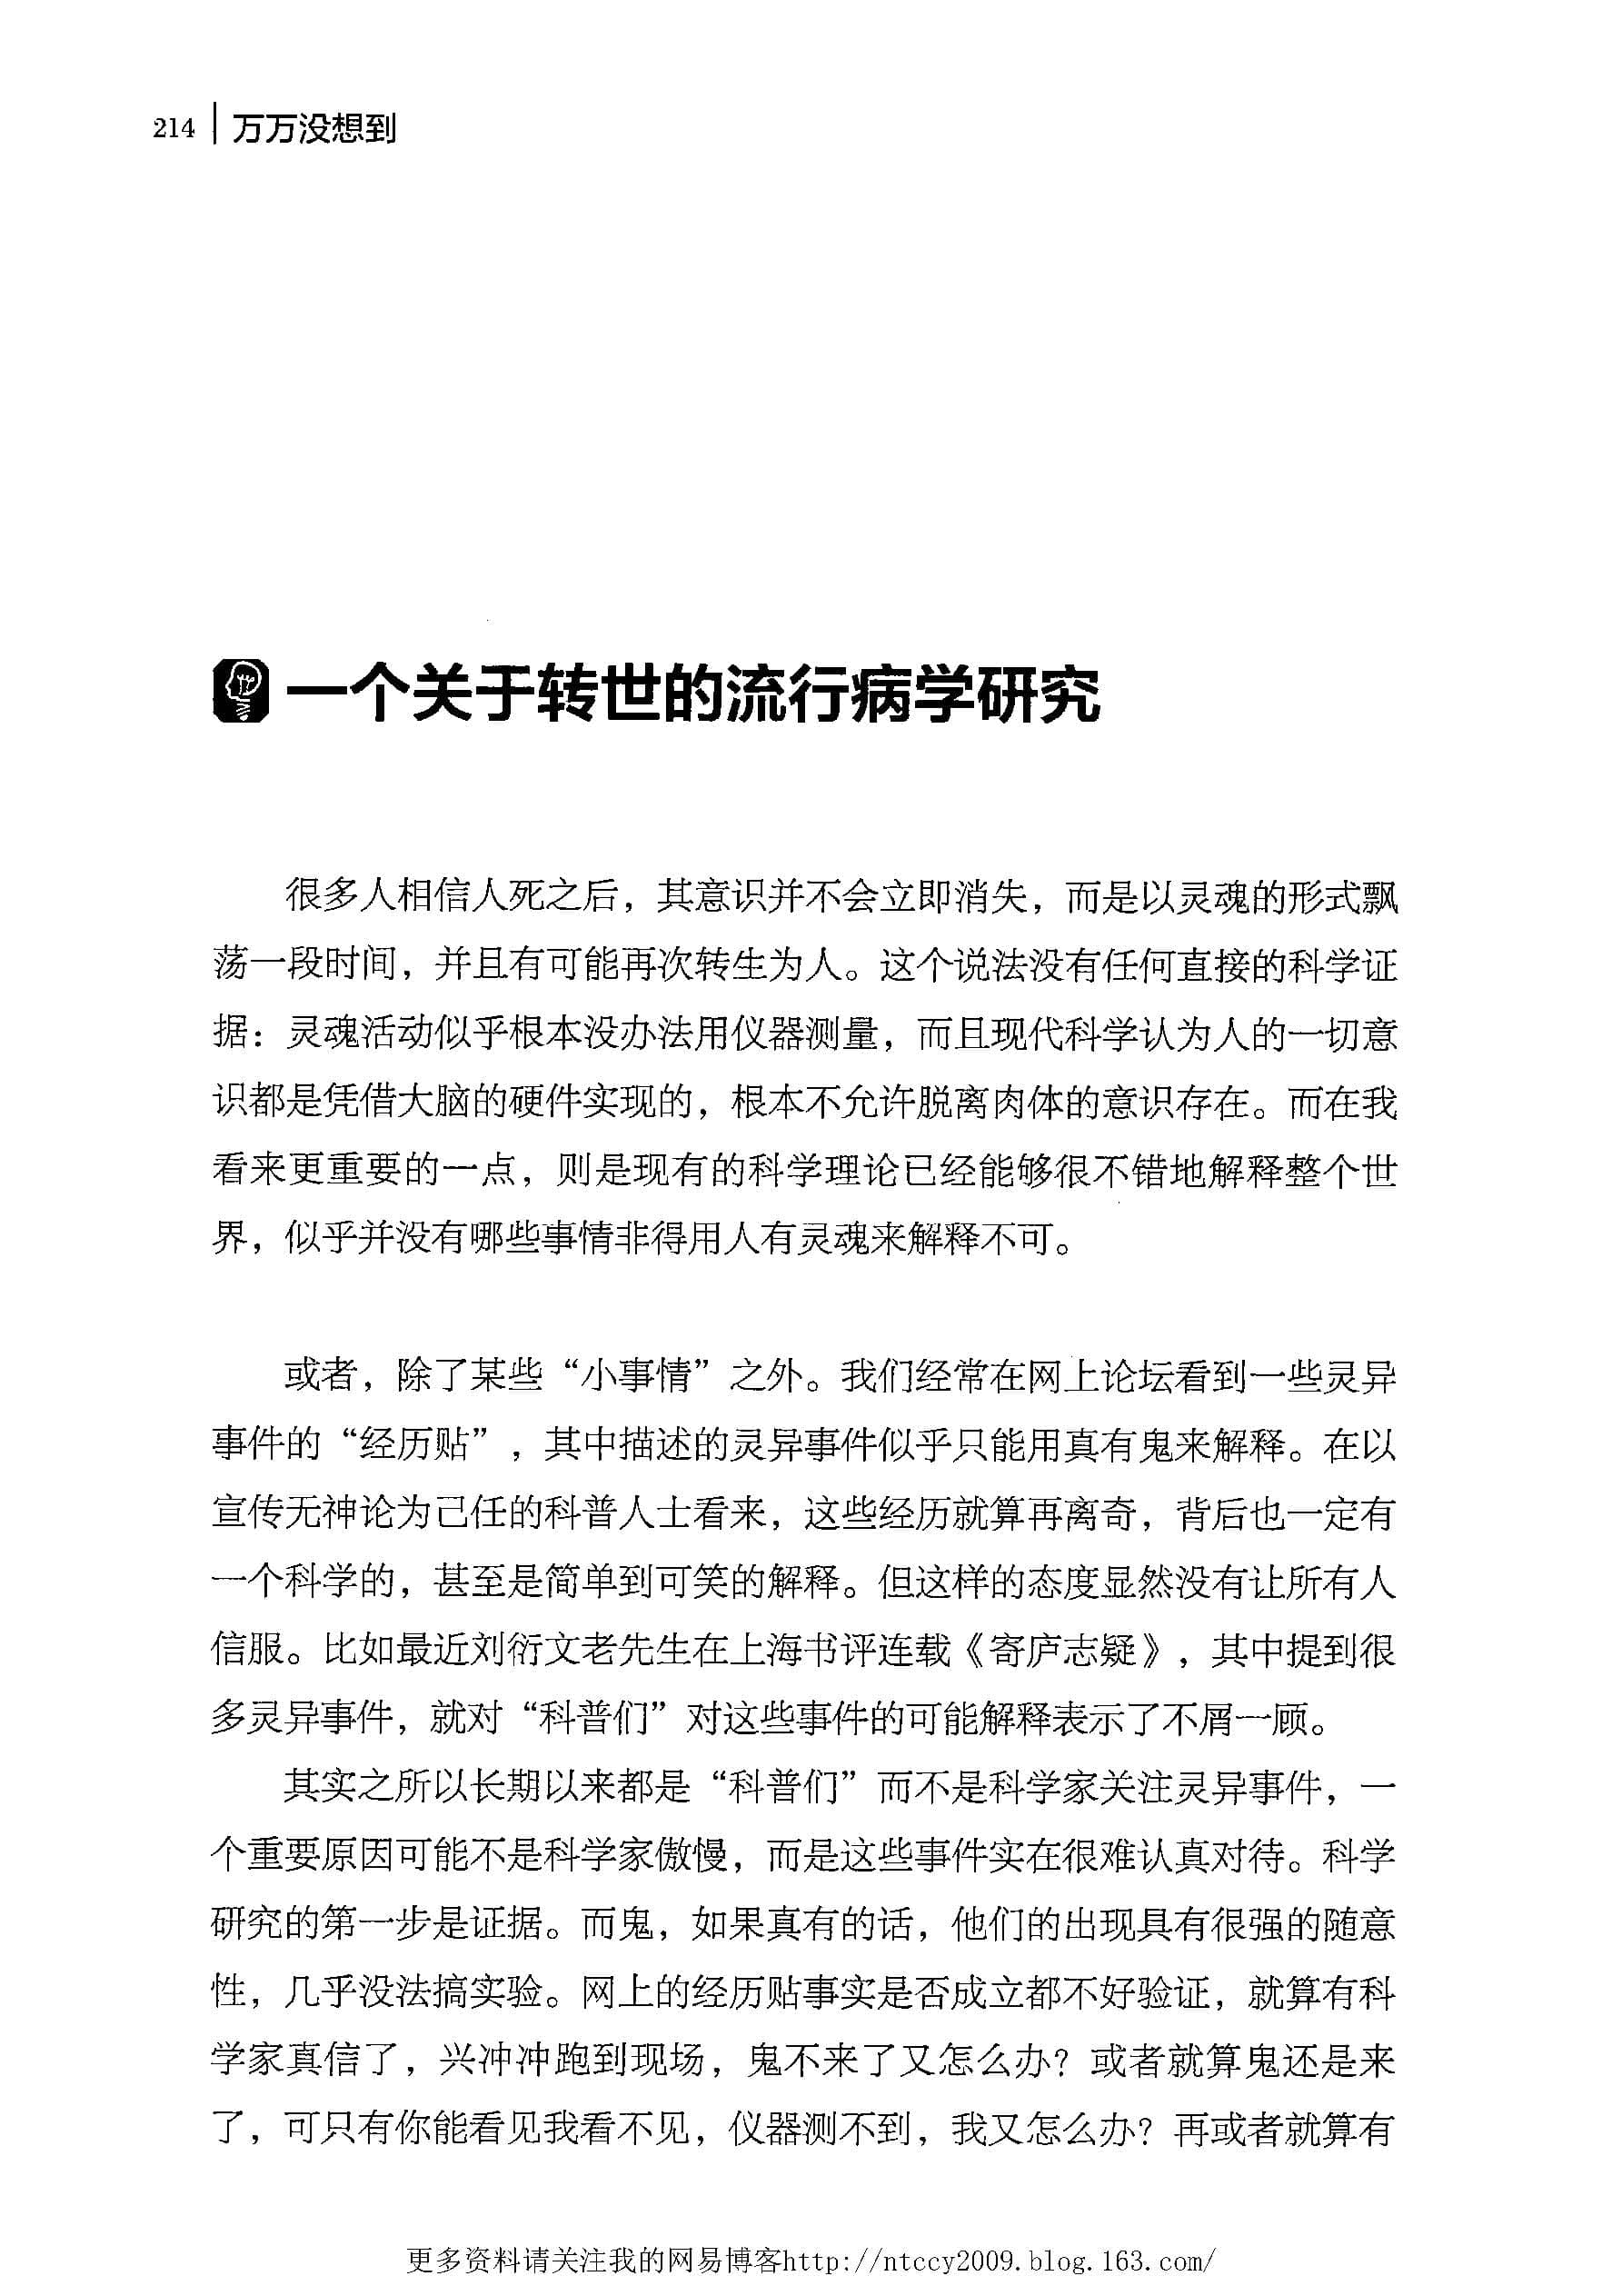 214 万万没想到
一个关于转世的流行病学研究
很多人相信人死之后，其意识并不会立即消失，而是以灵魂的形式飘
荡一段时间，并且有可能再次转生为人。这个说法没有任何直接的科学证
据：灵魂活动似乎根本没办法用仪器测量，而且现代科学认为人的一切意
识都是凭借大脑的硬件实现的，根本不允许脱离肉体的意识存在。而在我
看来更重要的一点，则是现有的科学理论已经能够很不错地解释整个世
界，似乎并没有哪些事情非得用人有灵魂来解释不可。
或者，除了某些“小事情”之外。我们经常在网上论坛看到一些灵异
事件的“经历贴”，其中描述的灵异事件似乎只能用真有鬼来解释。在以
宣传无神论为己任的科普人士看来，这些经历就算再离奇，背后也一定有
一个科学的，甚至是简单到可笑的解释。但这样的态度显然没有让所有人
信服。比如最近刘衍文老先生在上海书评连载《寄庐志疑》，其中提到很
多灵异事件，就对“科普们”对这些事件的可能解释表示了不屑一顾。
其实之所以长期以来都是“科普们”而不是科学家关注灵异事件，一
个重要原因可能不是科学家傲慢，而是这些事件实在很难认真对待。科学
研究的第一步是证据。而鬼，如果真有的话，他们的出现具有很强的随意
性，几乎没法搞实验。网上的经历贴事实是否成立都不好验证，就算有科
学家真信了，兴冲冲跑到现场，鬼不来了又怎么办？或者就算鬼还是来
了，可只有你能看见我看不见，仪器测不到，我又怎么办？再或者就算有
更多资料请关注我的网易博客http://ntccy2009.blog.163.com/